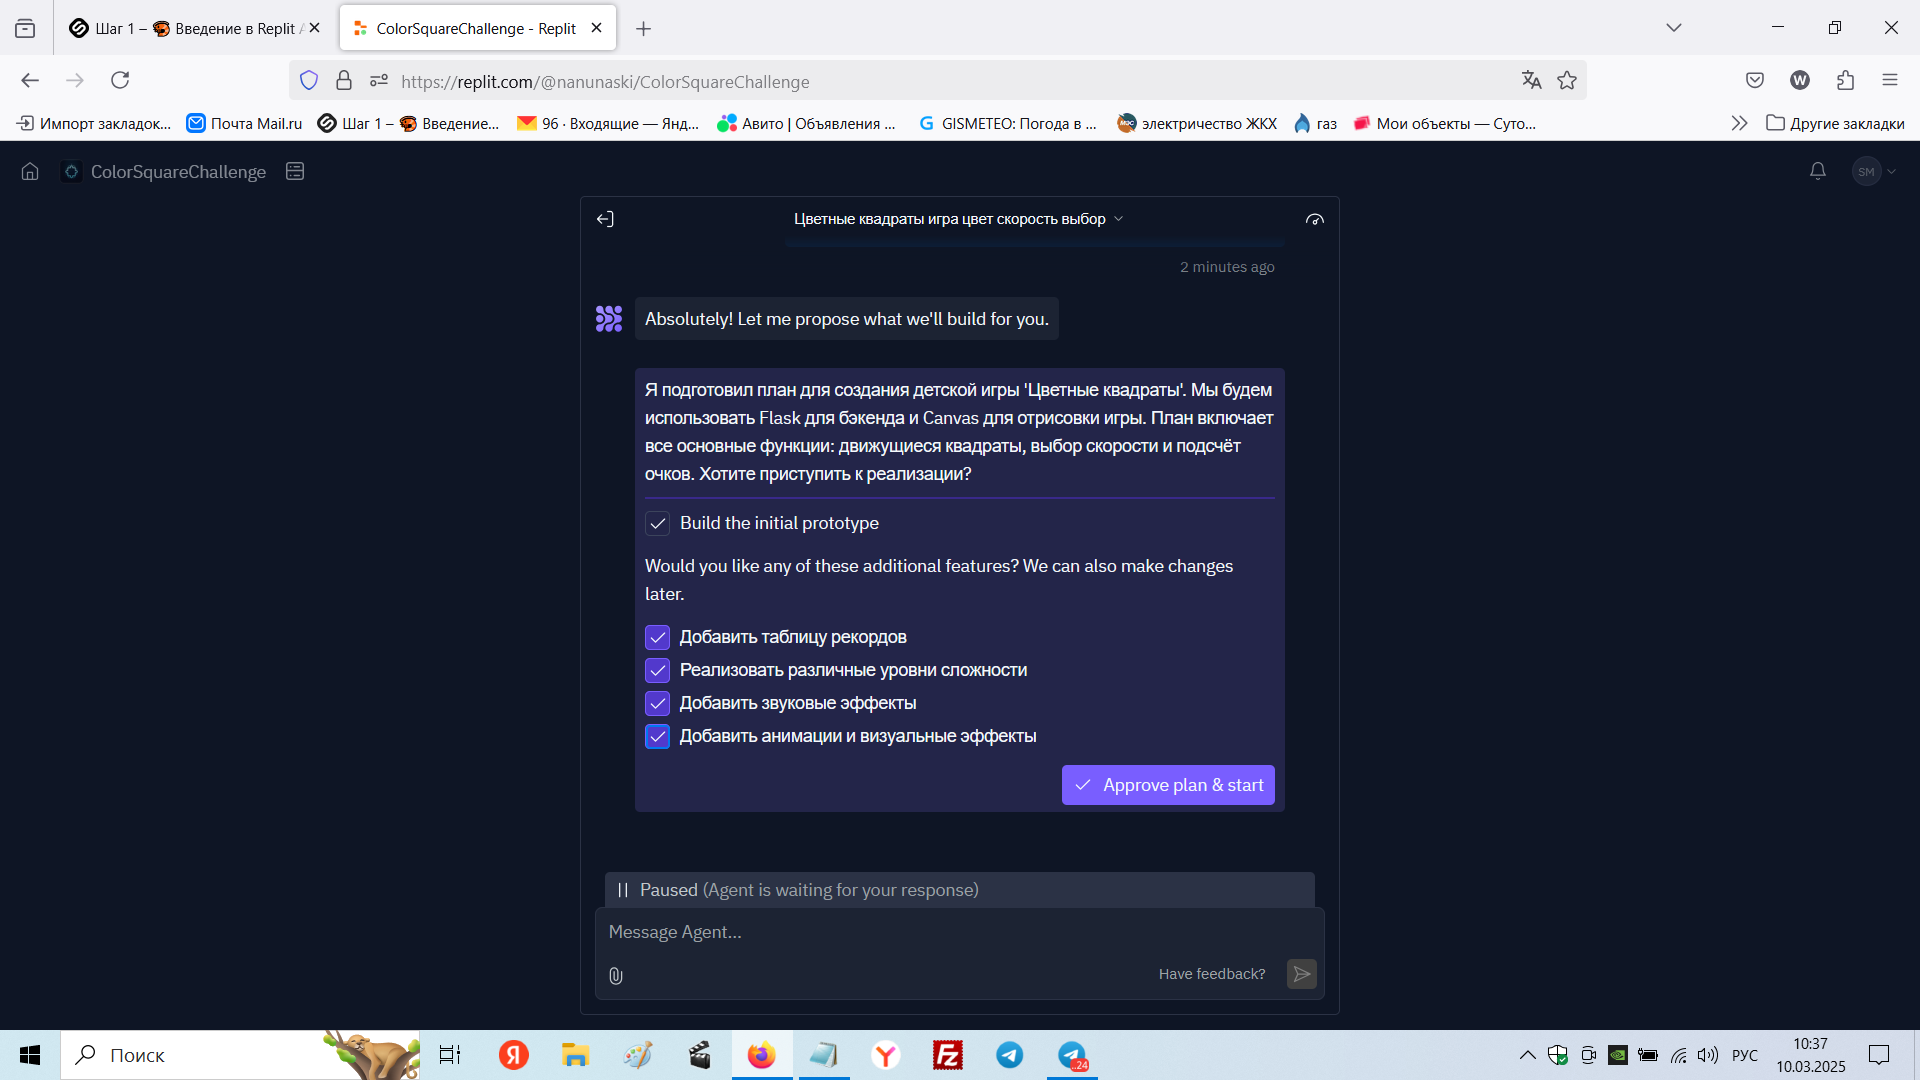 Шаг 1 – Введение в Replit A
ColorSquareChallenge - Replit
https://replit.com/@nanunaski/ColorSquareChallenge
W
Импорт закладок...
Почта Mail.ru
Шаг 1 – Введение...
96 · Входящие — Янд...
Авито | Объявления ...
G GISMETEO: Погода в ...
электричество ЖКХ
газ
Мои объекты — Суто...
Другие закладки
ColorSquareChallenge
SM
Цветные квадраты игра цвет скорость выбор
2 minutes ago
Absolutely! Let me propose what we'll build for you.
Я подготовил план для создания детской игры 'Цветные квадраты'. Мы будем
использовать Flask для бэкенда и Canvas для отрисовки игры. План включает
все основные функции: движущиеся квадраты, выбор скорости и подсчёт
очков. Хотите приступить к реализации?
Build the initial prototype
Would you like any of these additional features? We can also make changes
later.
Добавить таблицу рекордов
Реализовать различные уровни сложности
Добавить звуковые эффекты
Добавить анимации и визуальные эффекты
Approve plan & start
Paused (Agent is waiting for your response)
Message Agent...
Have feedback?
Поиск
Я
Y
FZ
..24
РУС
10:37
10.03.2025